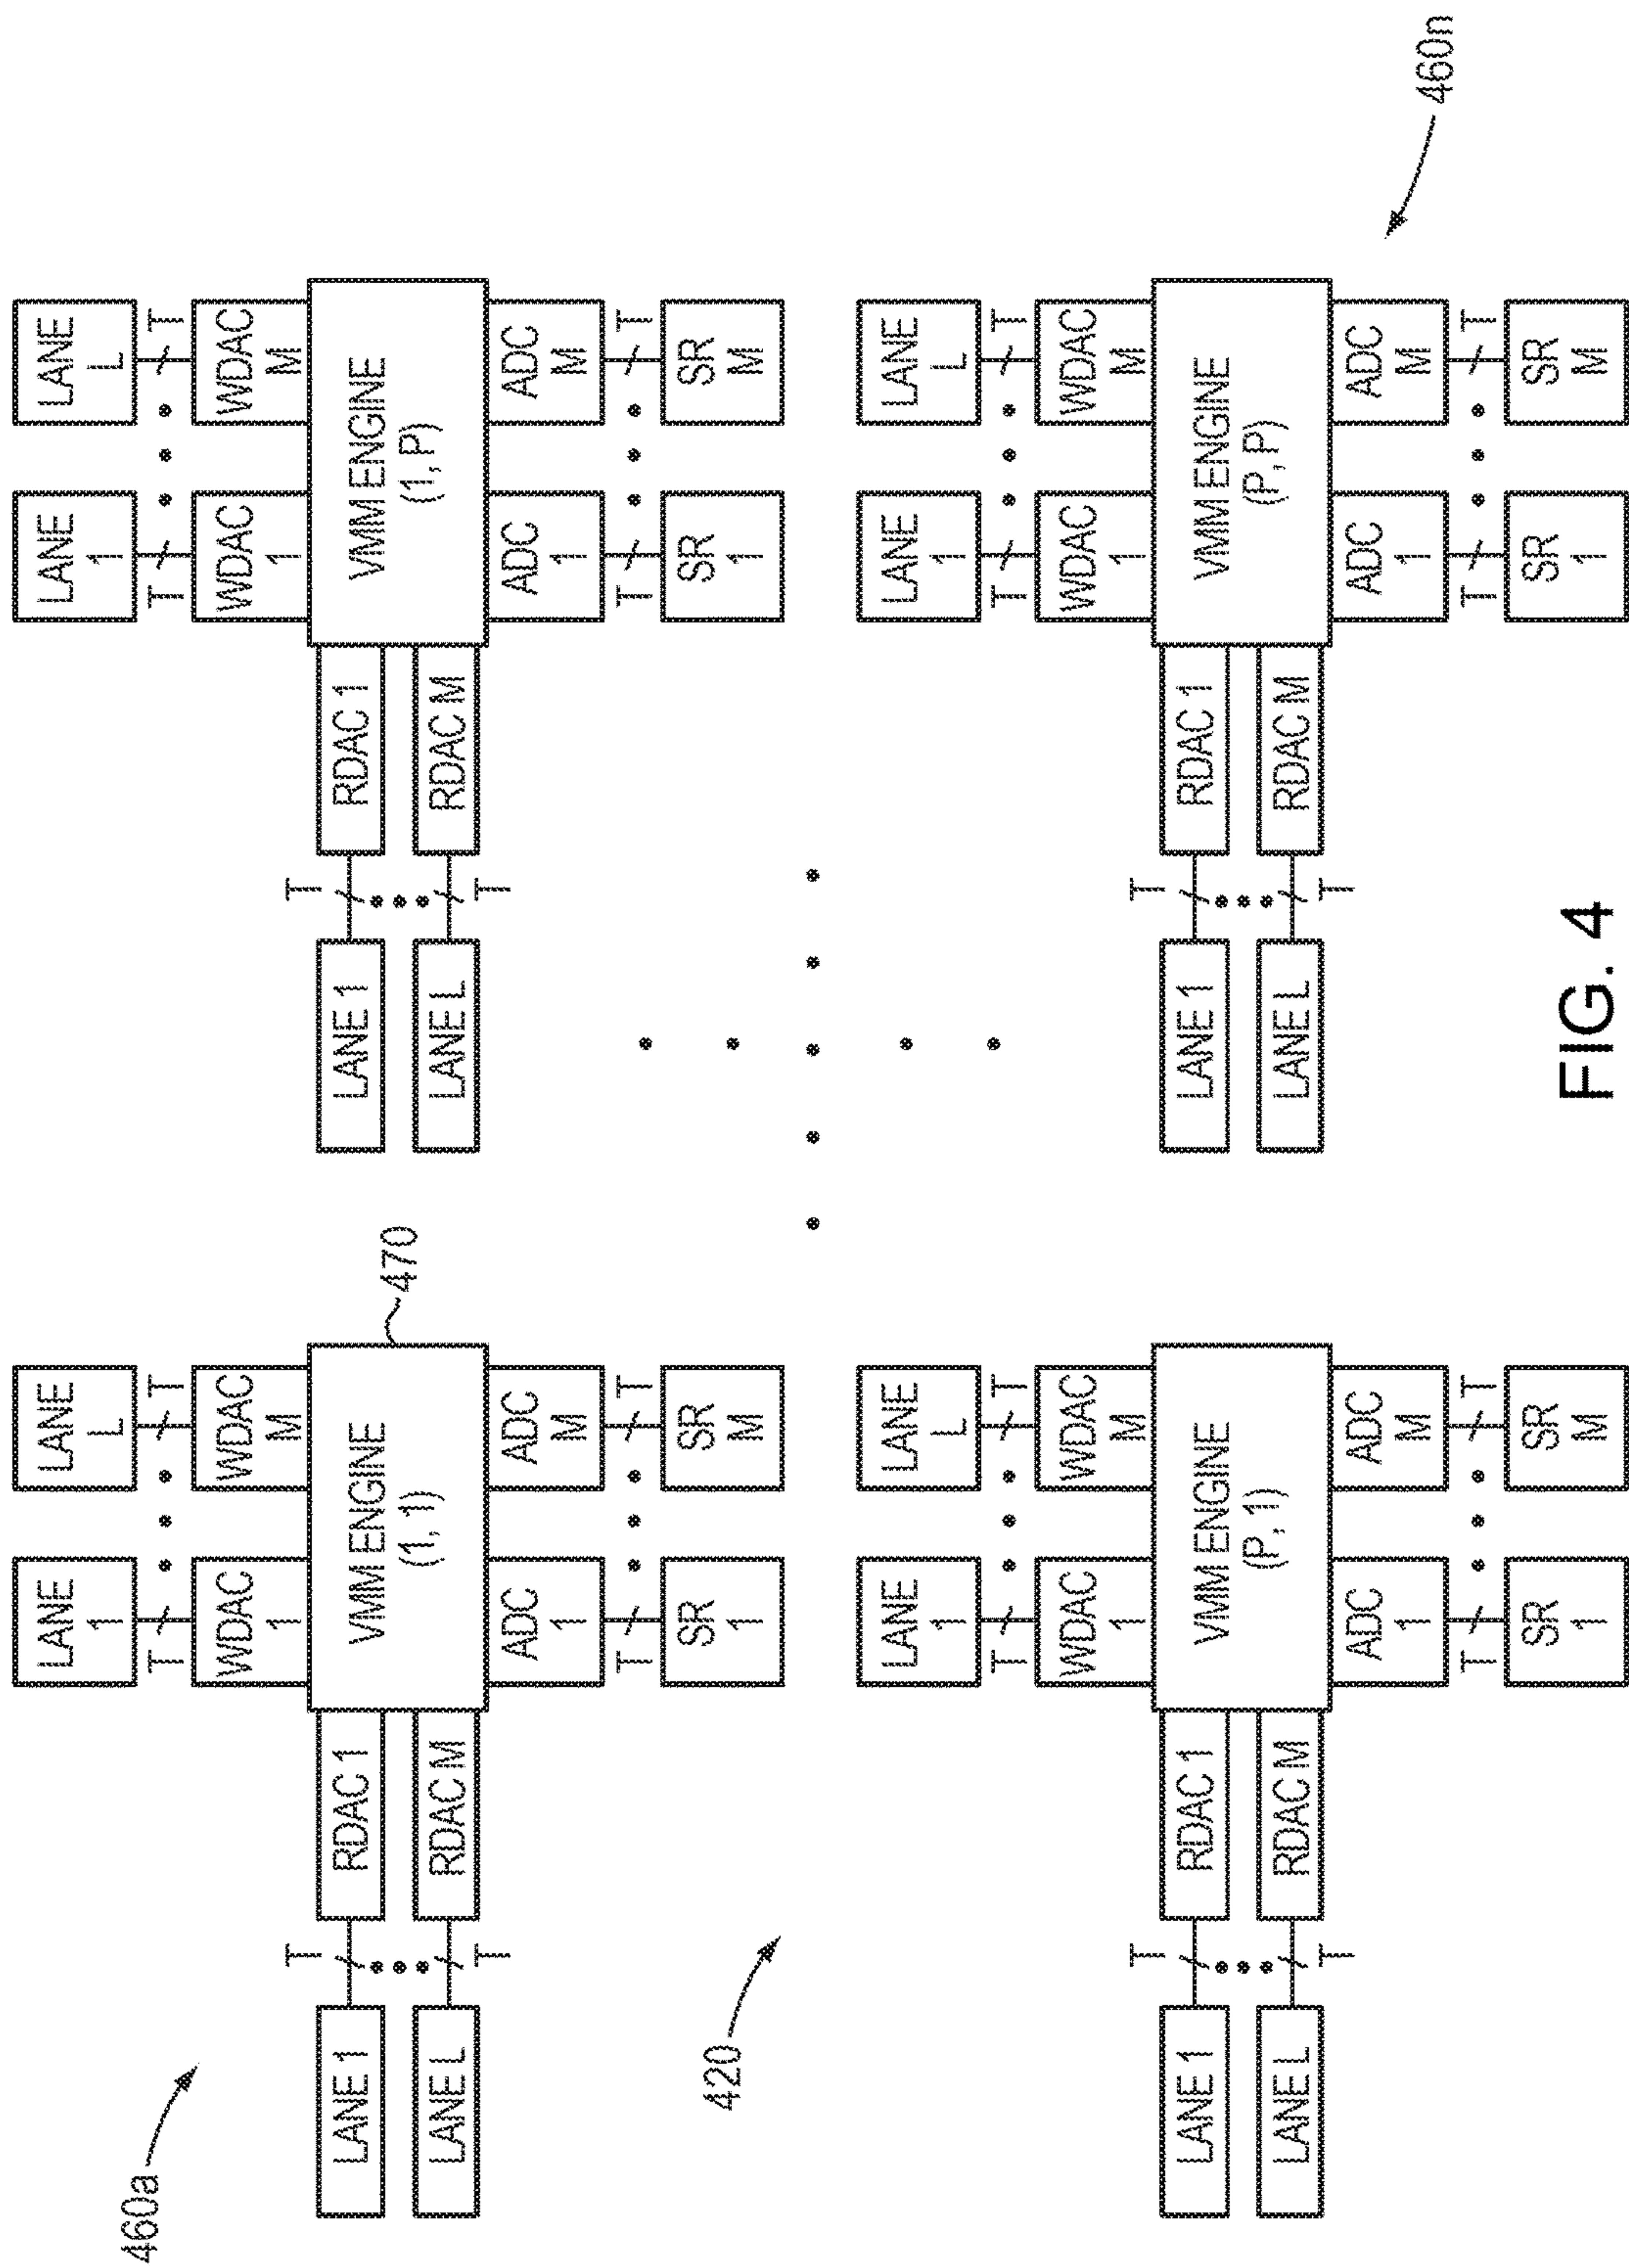 460a
LANE
1
LANE
L
T
T
WDAC
1
WDAC
M
LANE 1
T
RDAC 1
VMM ENGINE
(1, 1)
470
LANE L
T
RDAC M
ADC
1
ADC
M
T
T
SR
1
SR
M
LANE
1
LANE
L
T
T
WDAC
1
WDAC
M
LANE 1
T
RDAC 1
VMM ENGINE
(1, P)
LANE L
T
RDAC M
ADC
1
ADC
M
T
T
SR
1
SR
M
420
LANE
1
LANE
L
T
T
WDAC
1
WDAC
M
LANE 1
T
RDAC 1
VMM ENGINE
(P, 1)
LANE L
T
RDAC M
ADC
1
ADC
M
T
T
SR
1
SR
M
LANE
1
LANE
L
T
T
WDAC
1
WDAC
M
LANE 1
T
RDAC 1
VMM ENGINE
(P, P)
LANE L
T
RDAC M
ADC
1
ADC
M
T
T
SR
1
SR
M
460n
FIG. 4